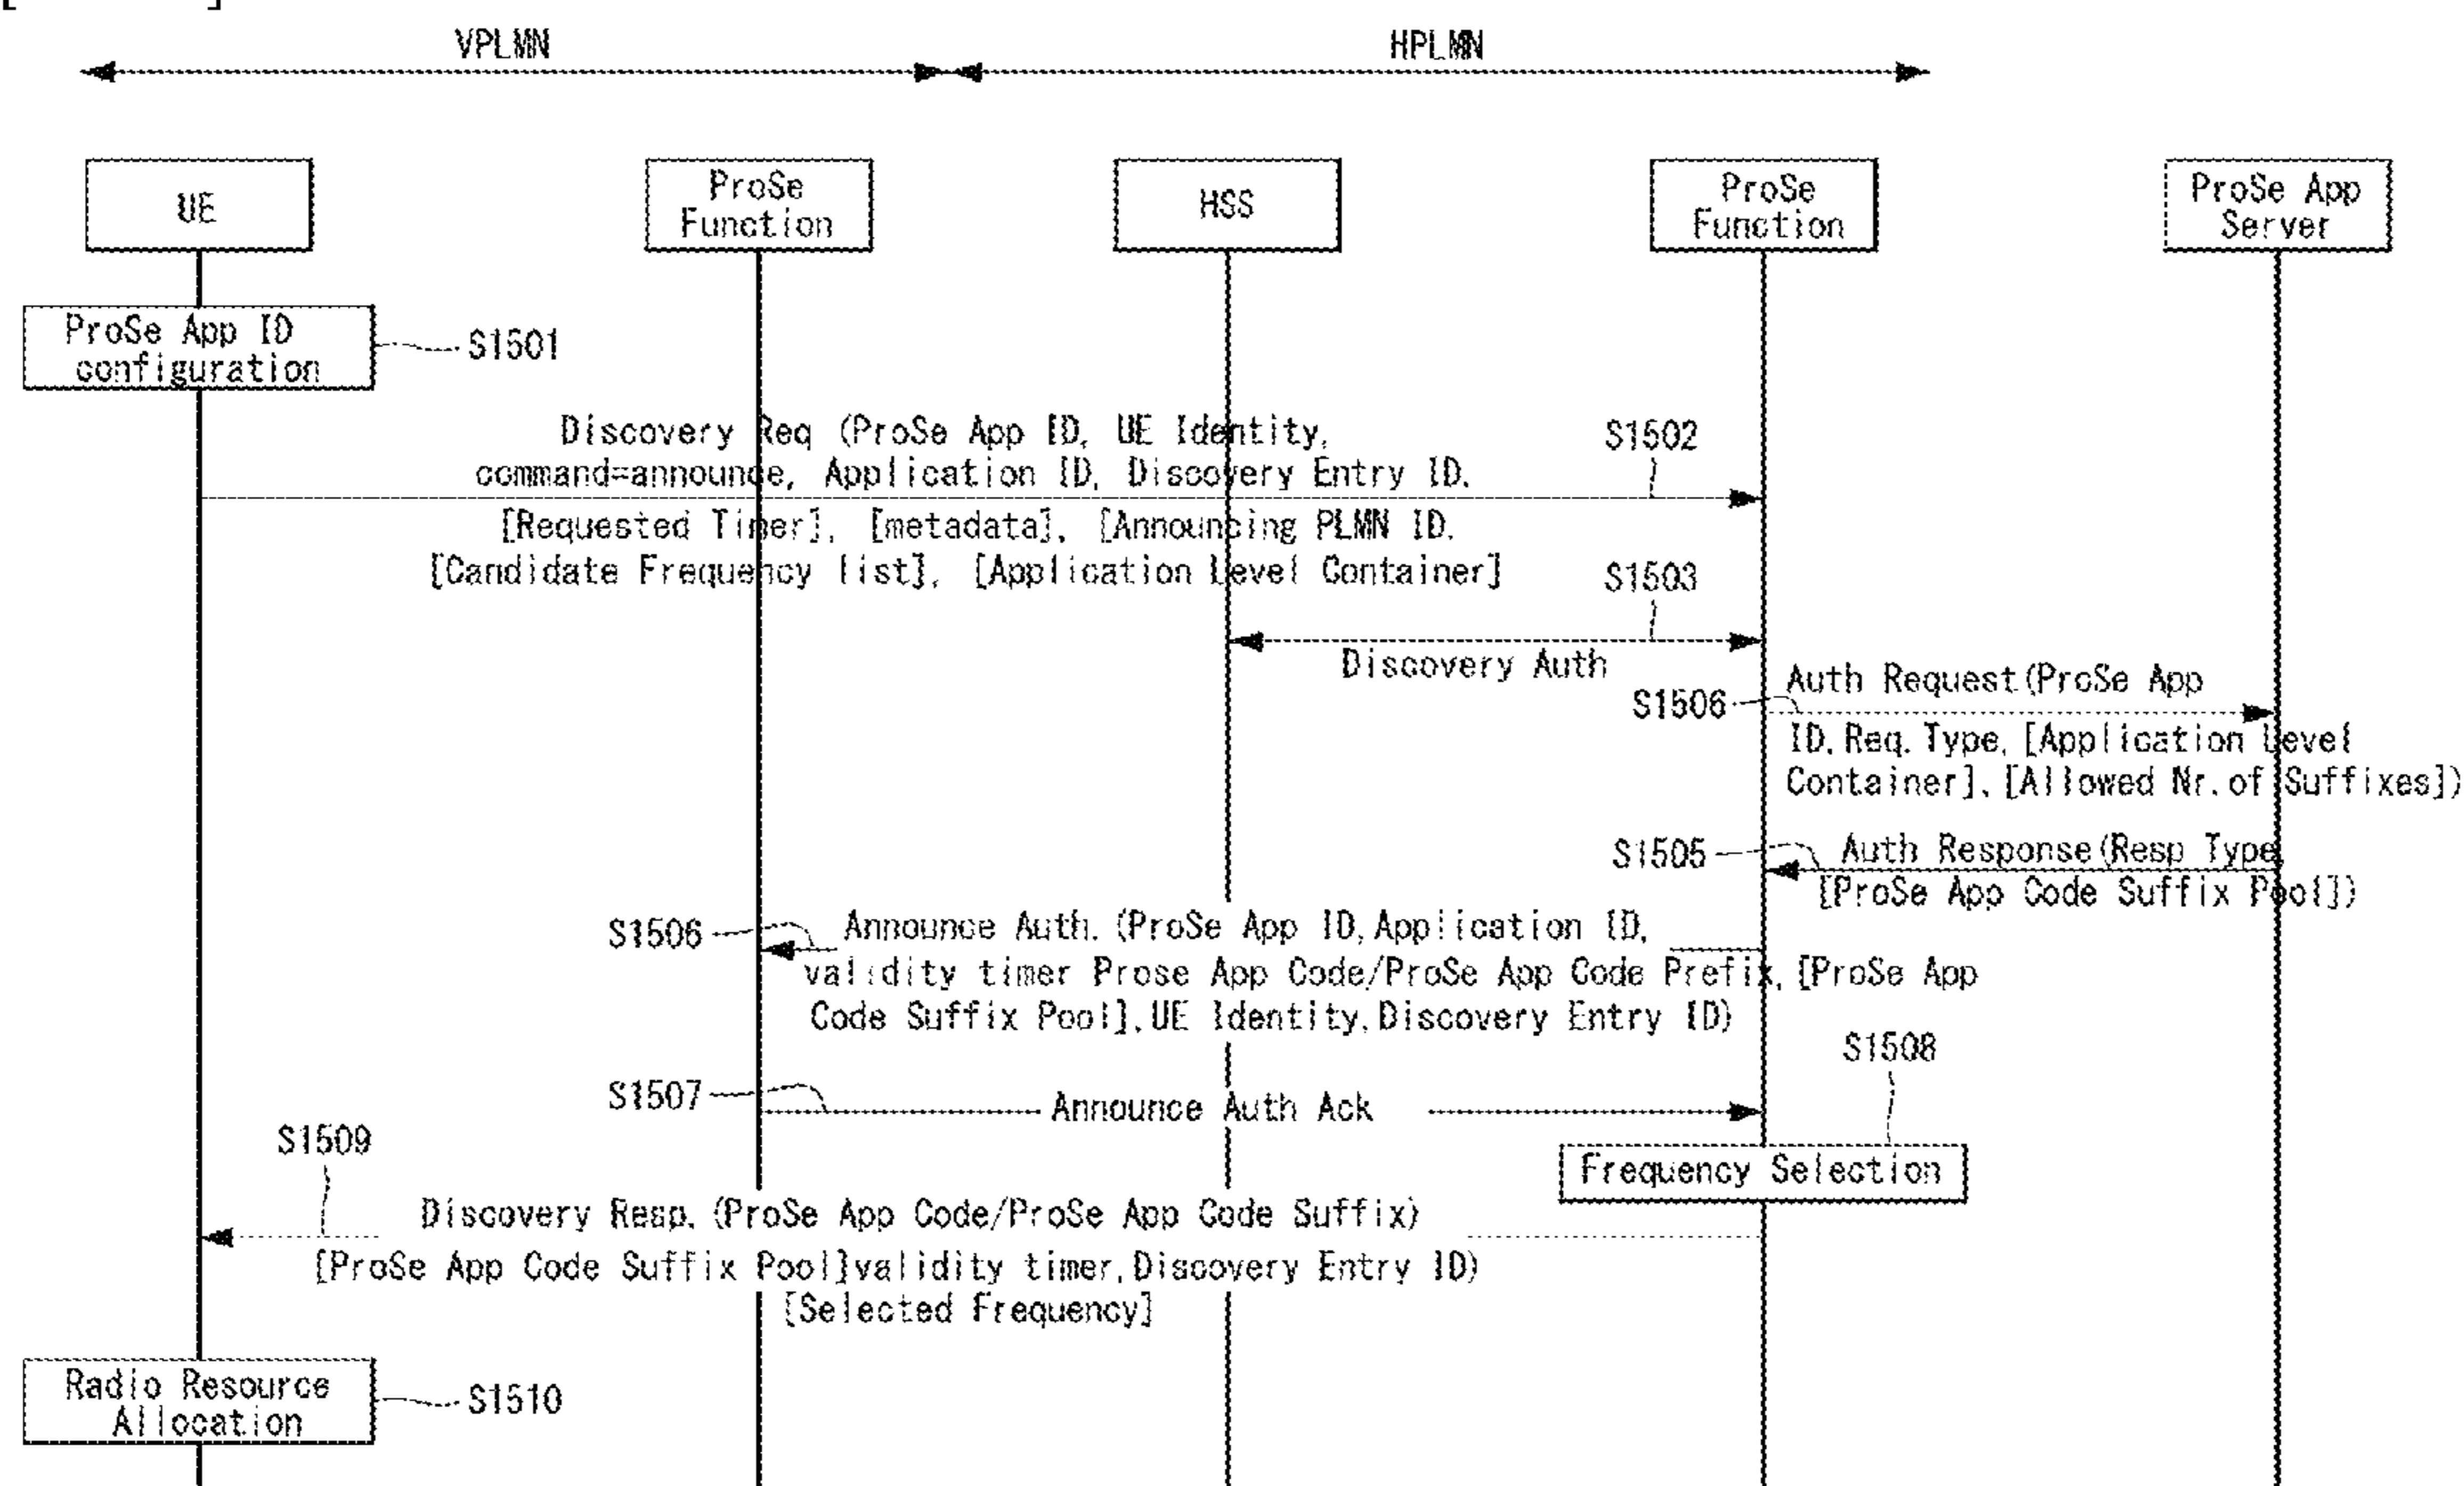 VPLMN
HPLMN
UE
ProSe
Function
HSS
ProSe
Function
ProSe App
Server
ProSe App ID
configuration
S1501
Discovery Req (ProSe App ID, UE Identity,
S1502
command=announce, Application ID, Discovery Entry ID,
[Requested Timer], [metadata], [Announcing PLMN ID,
[Candidate Frequency list], [Application Level Container]
S1503
Discovery Auth
S1506
Auth Request(ProSe App
ID, Req. Type, [Application Level
Container], [Allowed Nr. of Suffixes])
S1505
Auth Response(Resp Type,
[ProSe App Code Suffix Pool])
S1506
Announce Auth. (ProSe App ID, Application ID,
validity timer Prose App Code/ProSe App Code Prefix, [ProSe App
Code Suffix Pool], UE Identity, Discovery Entry ID)
S1508
S1507
Announce Auth Ack
S1509
Frequency Selection
Discovery Resp. (ProSe App Code/ProSe App Code Suffix)
[ProSe App Code Suffix Pool]validity timer, Discovery Entry ID)
[Selected Frequency]
Radio Resource
Allocation
S1510